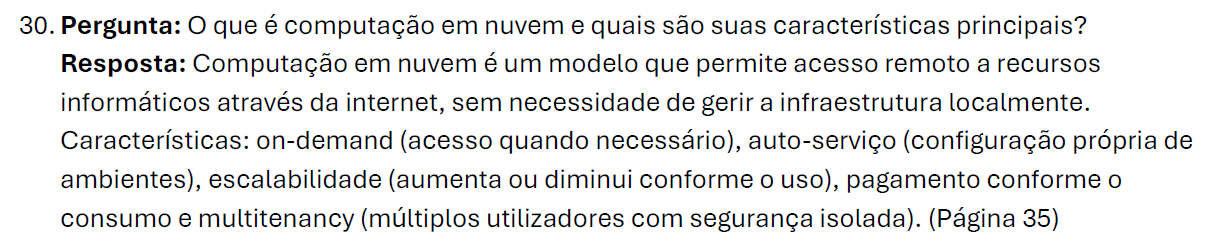 30. Pergunta: O que é computação em nuvem e quais são suas características principais?
Resposta: Computação em nuvem é um modelo que permite acesso remoto a recursos
informáticos através da internet, sem necessidade de gerir a infraestrutura localmente.
Características: on-demand (acesso quando necessário), auto-serviço (configuração própria de
ambientes), escalabilidade (aumenta ou diminui conforme o uso), pagamento conforme o
consumo e multitenancy (múltiplos utilizadores com segurança isolada). (Página 35)